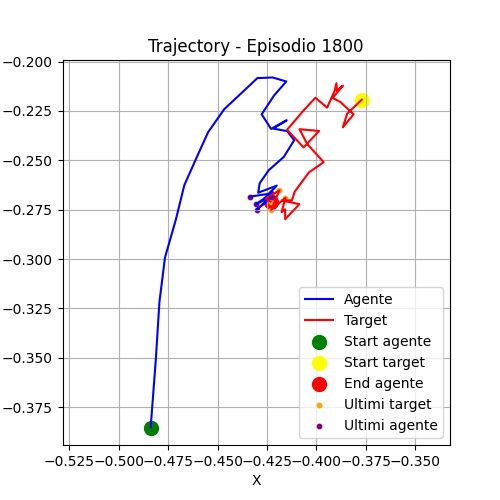 Trajectory - Episodio 1800
−0.200
−0.225
−0.250
−0.275
−0.300
−0.325
−0.350
−0.375
Agente
Target
Start agente
Start target
End agente
Ultimi target
Ultimi agente
−0.525 −0.500 −0.475 −0.450 −0.425 −0.400 −0.375 −0.350
X